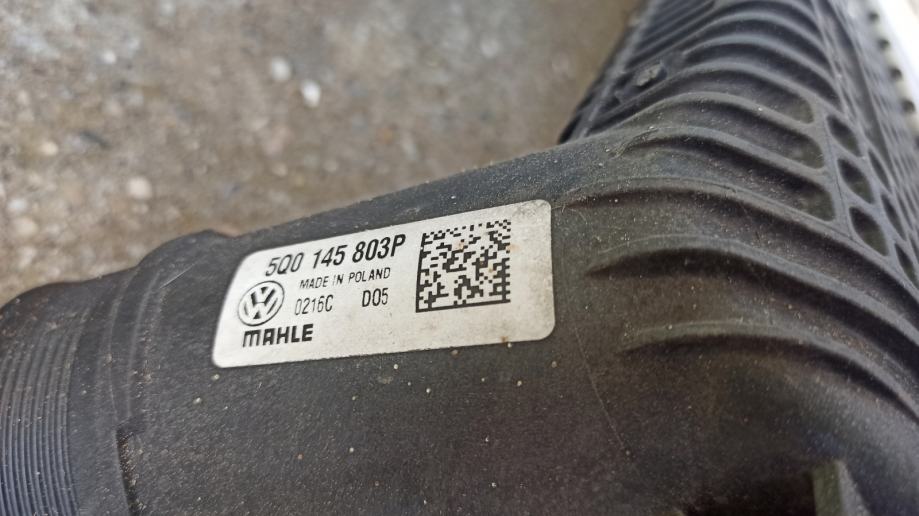 5Q0 145 803P
MADE IN POLAND
0216C D05
MAHLE